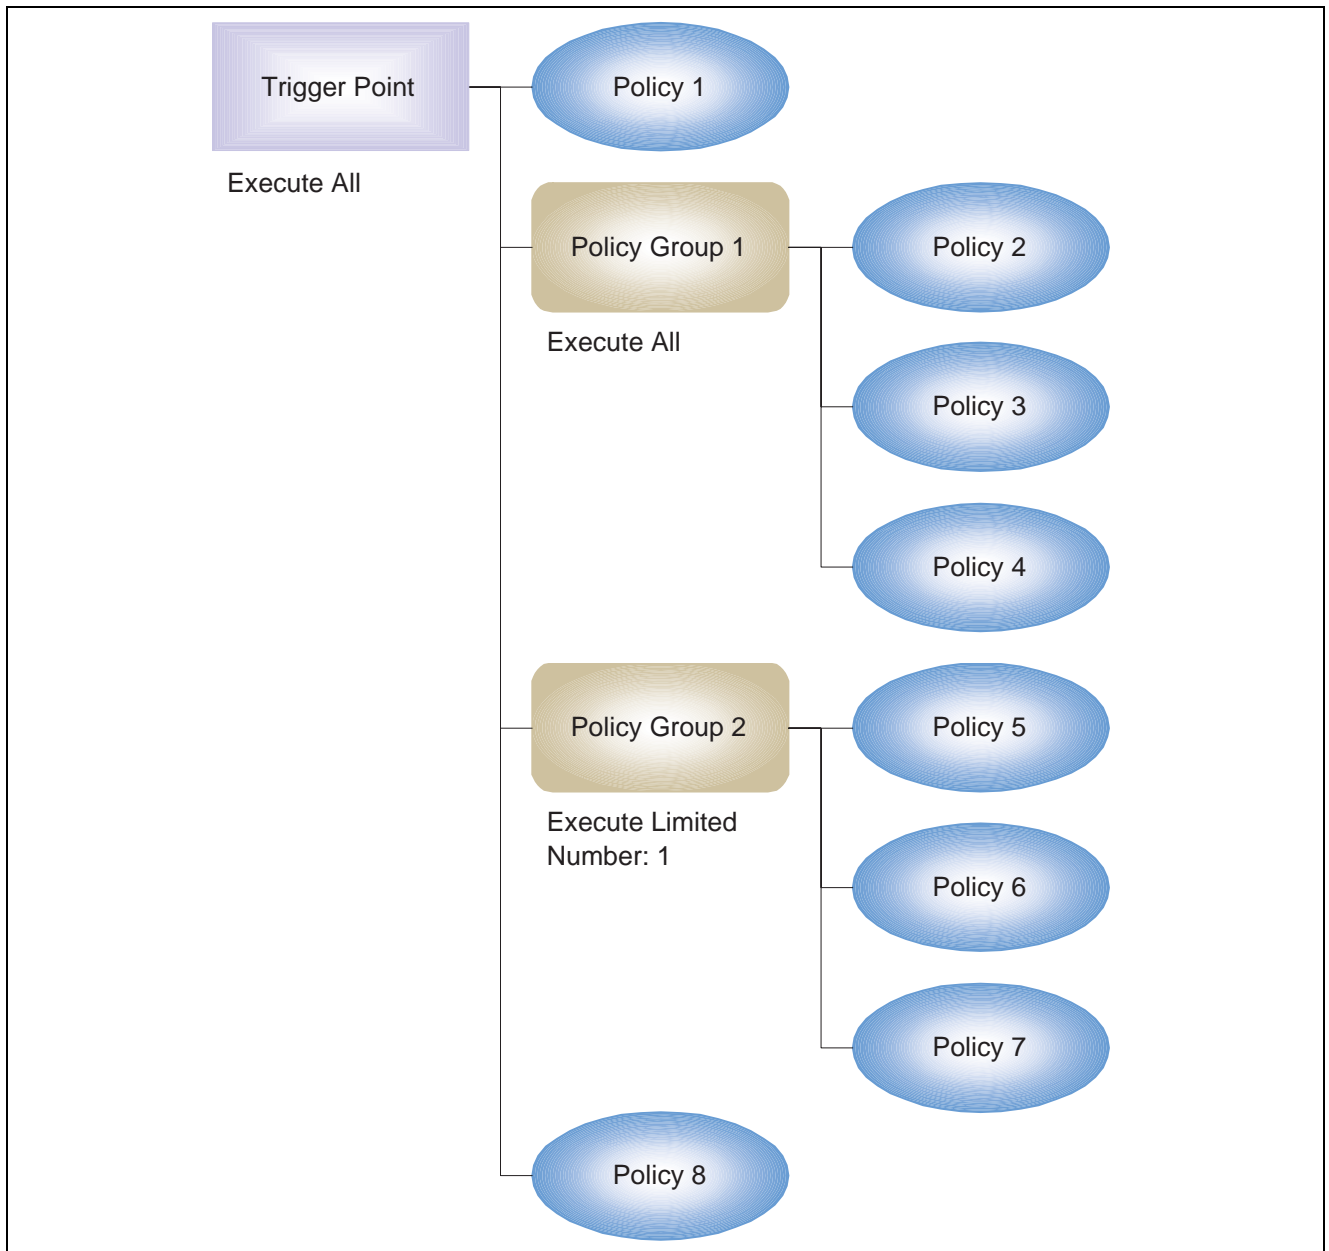 Trigger Point
Policy 1
Execute All
Policy Group 1
Policy 2
Execute All
Policy 3
Policy 4
Policy Group 2
Policy 5
Execute Limited
Number: 1
Policy 6
Policy 7
Policy 8